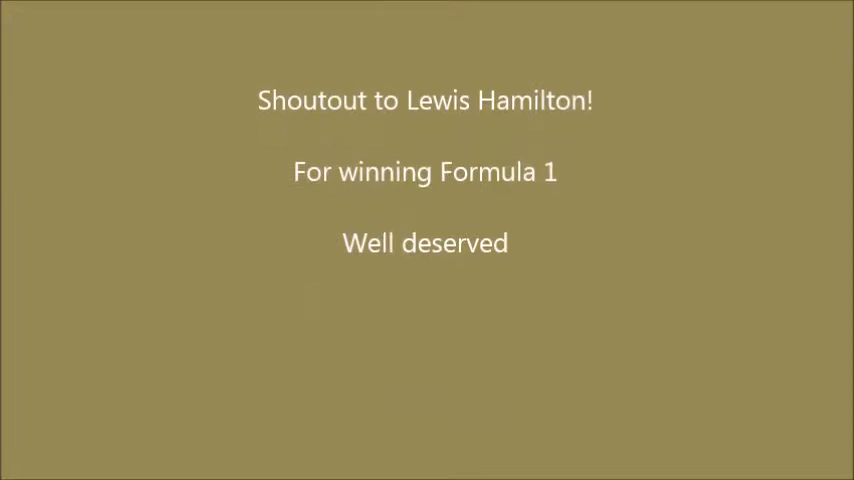 Shoutout to Lewis Hamilton!
For winning Formula 1
Well deserved